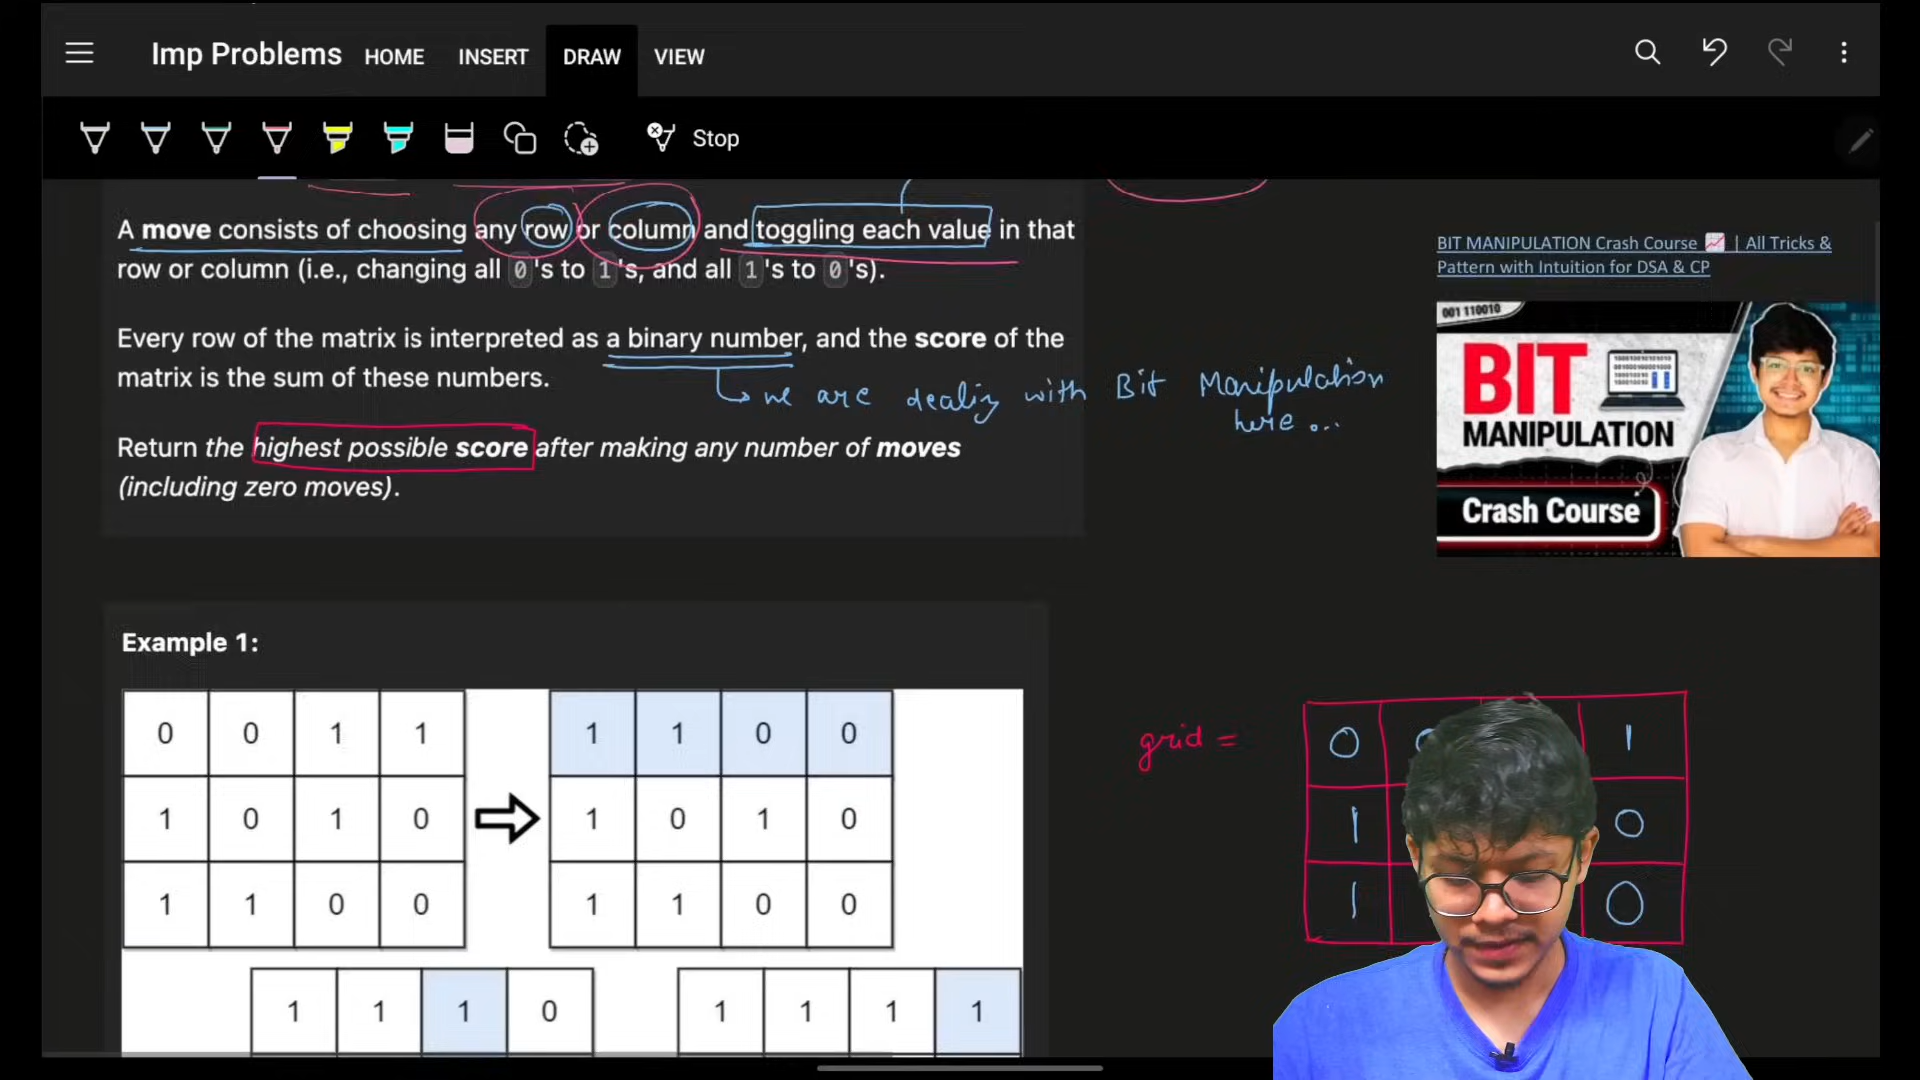 Imp Problems HOME INSERT DRAW VIEW
Stop
A move consists of choosing any row or column and toggling each value in that
row or column (i.e., changing all 0's to 1's, and all 1's to 0's).
Every row of the matrix is interpreted as a binary number, and the score of the
matrix is the sum of these numbers.
we are dealing with Bit Manipulation
here ...
Return the highest possible score after making any number of moves
(including zero moves).
BIT MANIPULATION Crash Course 📈 | All Tricks &
Pattern with Intuition for DSA & CP
001 110010
BIT
MANIPULATION
Crash Course
Example 1:
0 0 1 1
1 0 1 0
1 1 0 0
1 1 0 0
1 0 1 0
1 1 0 0
1 1 1 0
1 1 1 1
grid =
0 1
1 0
1 0